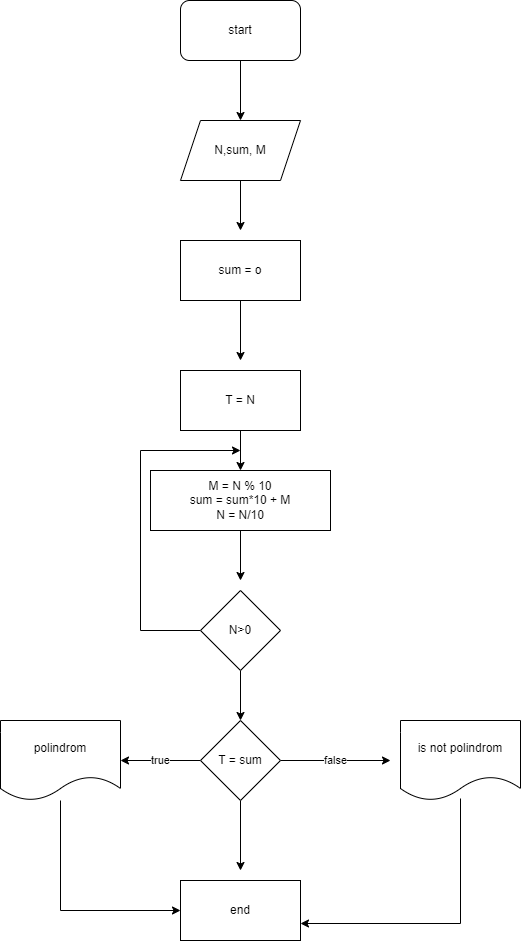 start
N,sum, M
sum = o
T = N
M = N % 10
sum = sum*10 + M
N = N/10
N>0
polindrom
true
T = sum
false
is not polindrom
end